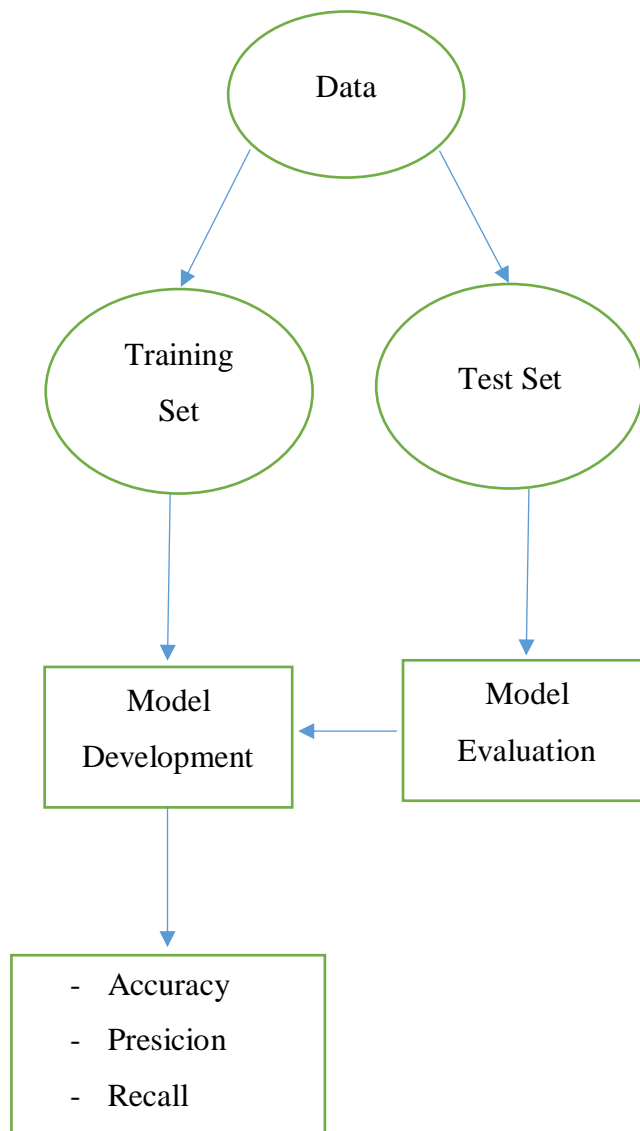 Data
Training
Set
Test Set
Model
Development
Model
Evaluation
- Accuracy
- Presicion
- Recall